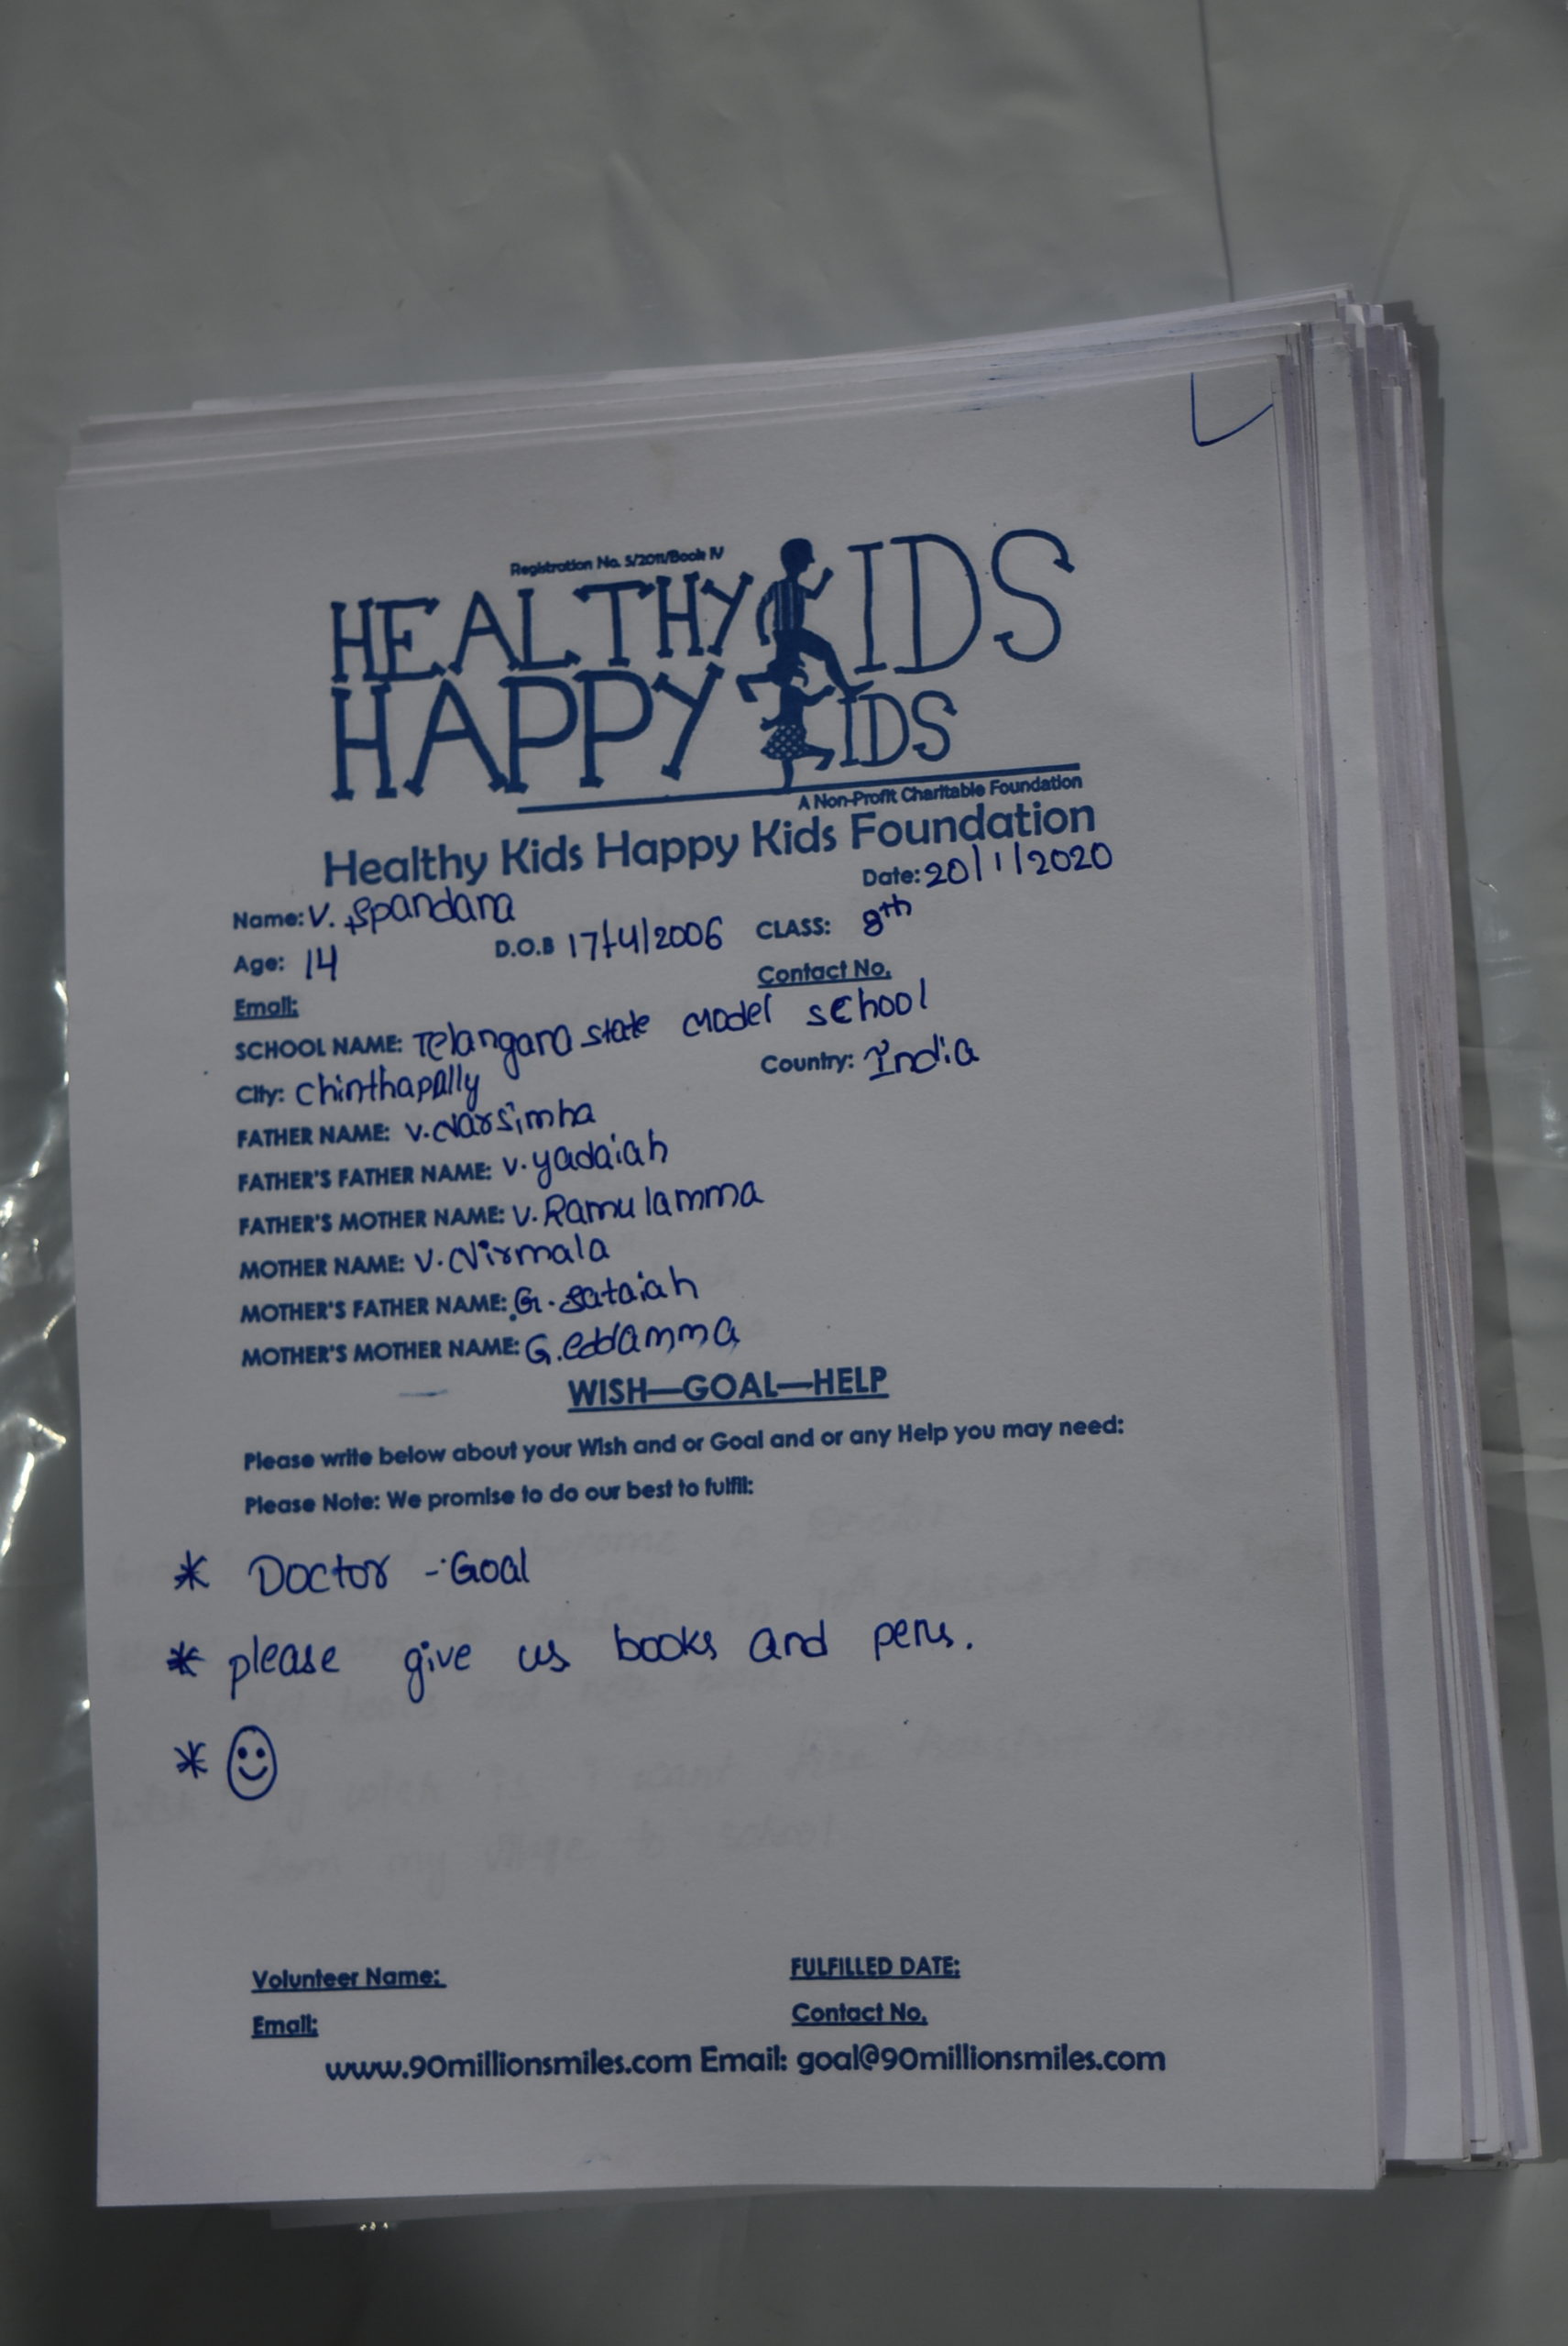 Registration No. 5/2011/Book IV
HEALTHY KIDS
HAPPY KIDS
A Non-Profit Charitable Foundation
Healthy Kids Happy Kids Foundation
Date: 20/1/2020
Name: V. Spandana
Age: 14 D.O.B 17/4/2006 CLASS: 8th
Email: Contact No.
SCHOOL NAME: Telangana state Model school
City: Chinthapally Country: India
FATHER NAME: V. Narsimha
FATHER'S FATHER NAME: V. yadaiah
FATHER'S MOTHER NAME: V. Ramulamma
MOTHER NAME: V. Nirmala
MOTHER'S FATHER NAME: G. Sataiah
MOTHER'S MOTHER NAME: G.
WISH—GOAL—HELP
Please write below about your Wish and or Goal and or any Help you may need:
Please Note: We promise to do our best to fulfil:
* Doctor -: Goal
* please give us books and pens.
* ☺
Volunteer Name: FULFILLED DATE:
Email: Contact No.
www.90millionsmiles.com Email: goal@90millionsmiles.com